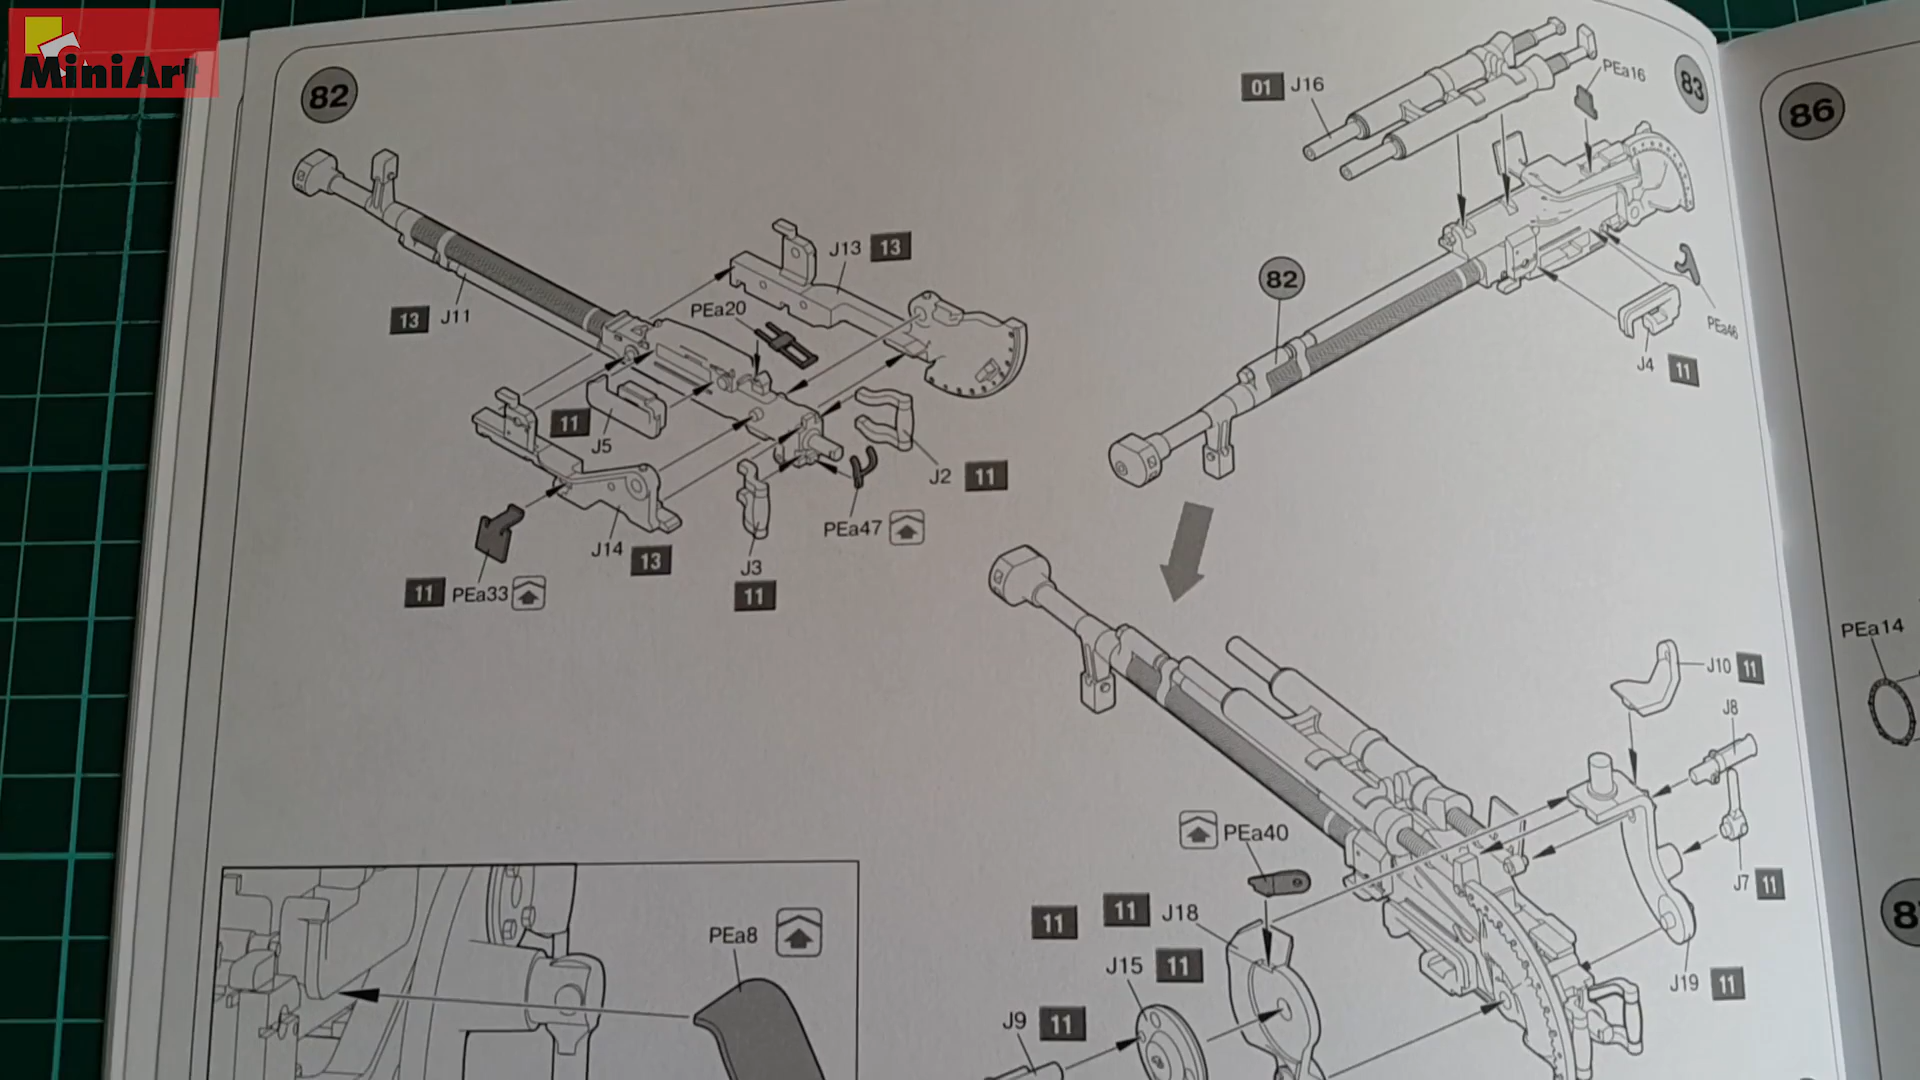 MiniArt
82
J13 13
PEa20
13 J11
11
J5
J2 11
PEa47
J14 13
J3
11
11 PEa33
PEa8
83
01 J16
PEa16
82
PEa46
J4
11
J10 11
J8
PEa40
J7 11
11
11 J18
J15 11
J19 11
J9 11
86
PEa14